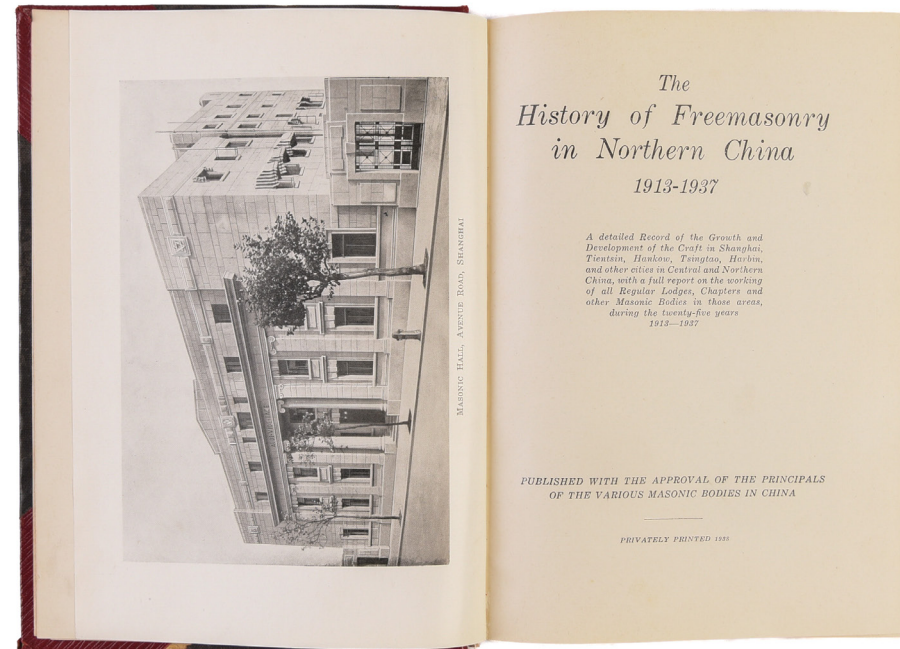 MASONIC HALL, AVENUE ROAD, SHANGHAI
The
History of Freemasonry
in Northern China
1913-1937
A detailed Record of the Growth and
Development of the Craft in Shanghai,
Tientsin, Hankow, Tsingtao, Harbin,
and other cities in Central and Northern
China, with a full report on the working
of all Regular Lodges, Chapters and
other Masonic Bodies in those areas,
during the twenty-five years
1913—1937
PUBLISHED WITH THE APPROVAL OF THE PRINCIPALS
OF THE VARIOUS MASONIC BODIES IN CHINA
PRIVATELY PRINTED 1938